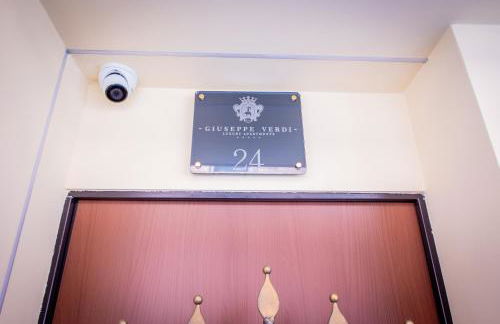 · GIUSEPPE VERDI ·
LUXURY APARTMENTS
24